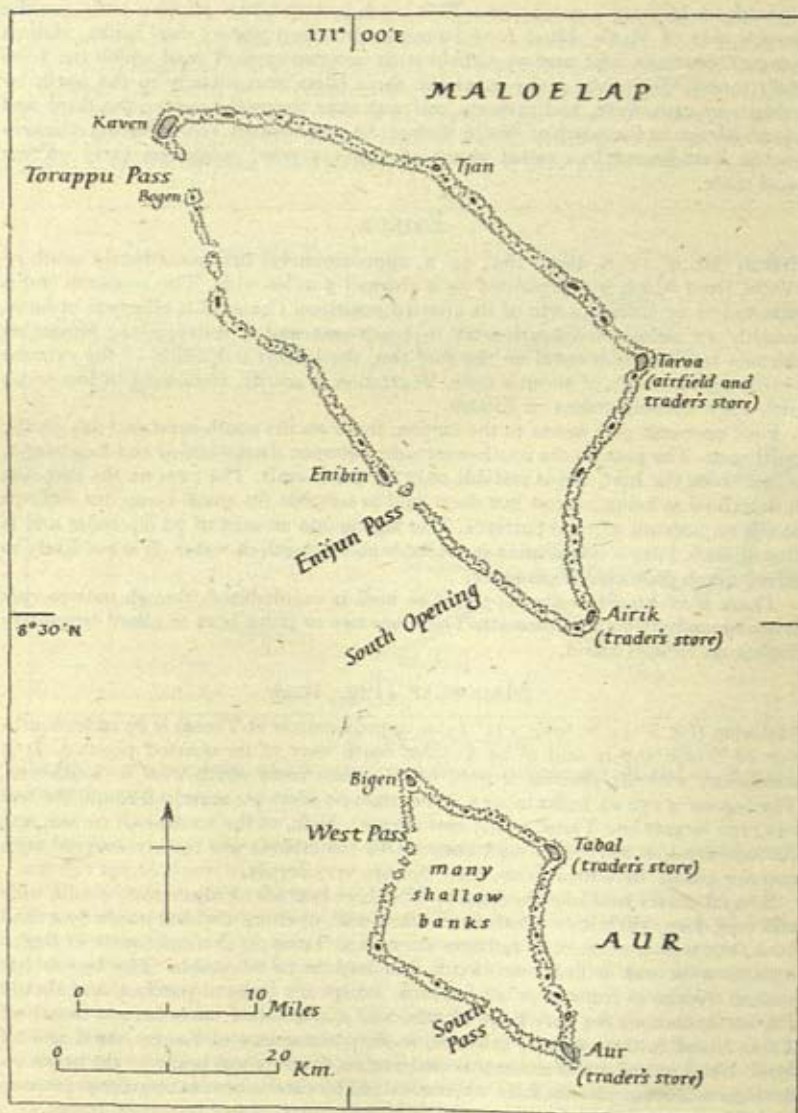 171° 00'E
MALOELAP
Kaven
Torappu Pass
Bogen
Tjan
Taroa
(airfield and
trader's store)
Enibin
Enijun Pass
South Opening
8° 30'N
Airik
(trader's store)
Bigen
West Pass
many
shallow
banks
Tabal
(trader's store)
AUR
South
Pass
Aur
(trader's store)
0 10
Miles
0 20
Km.